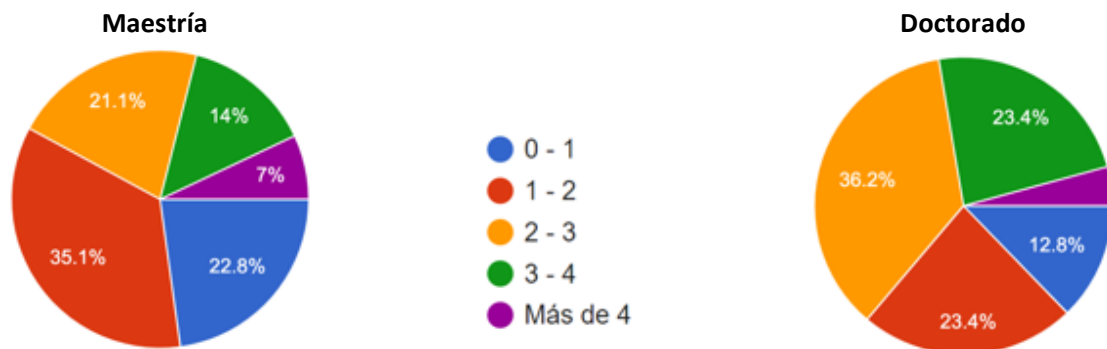 Maestría
21.1%
14%
7%
35.1%
22.8%
0 - 1
1 - 2
2 - 3
3 - 4
Más de 4
Doctorado
23.4%
36.2%
12.8%
23.4%